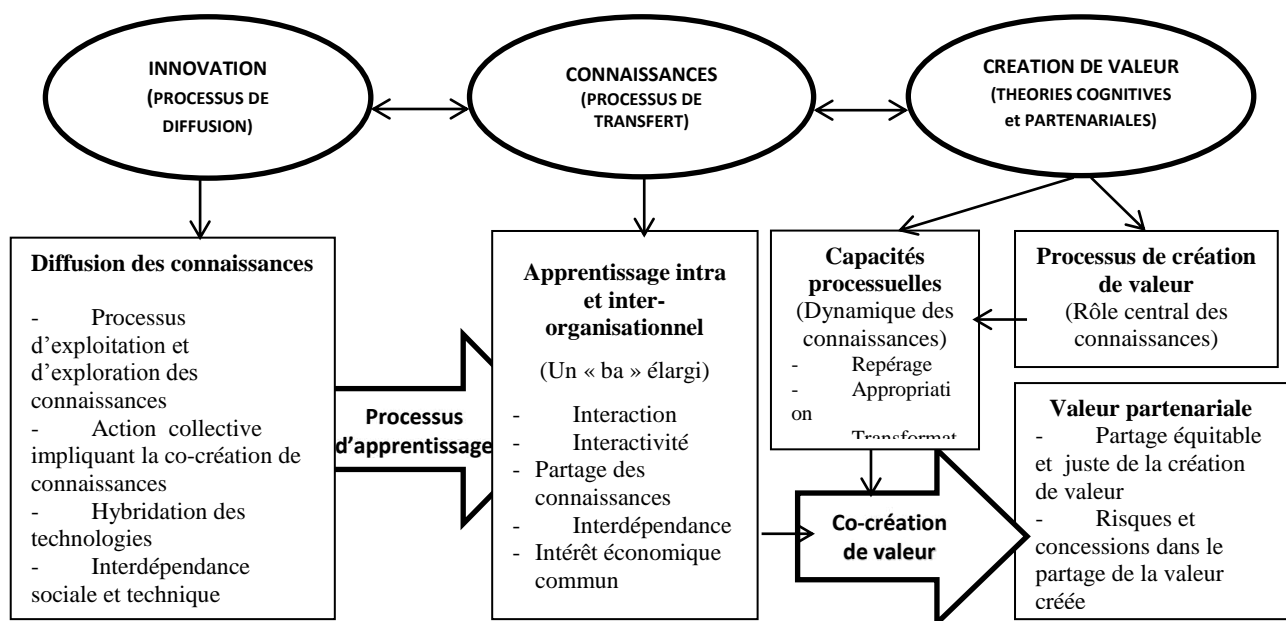 INNOVATION
(PROCESSUS DE
DIFFUSION)
CONNAISSANCES
(PROCESSUS DE
TRANSFERT)
CREATION DE VALEUR
(THEORIES COGNITIVES
et PARTENARIALES)
Diffusion des connaissances
- Processus
d’exploitation et
d’exploration des
connaissances
- Action collective
impliquant la co-création de
connaissances
- Hybridation des
technologies
- Interdépendance
sociale et technique
Processus
d’apprentissage
Apprentissage intra
et inter-
organisationnel
(Un « ba » élargi)
- Interaction
- Interactivité
- Partage des
connaissances
- Interdépendance
- Intérêt économique
commun
Capacités
processuelles
(Dynamique des
connaissances)
- Repérage
- Appropriati
on
- Transformat
Processus de création
de valeur
(Rôle central des
connaissances)
Co-création
de valeur
Valeur partenariale
- Partage équitable
et juste de la création
de valeur
- Risques et
concessions dans le
partage de la valeur
créée